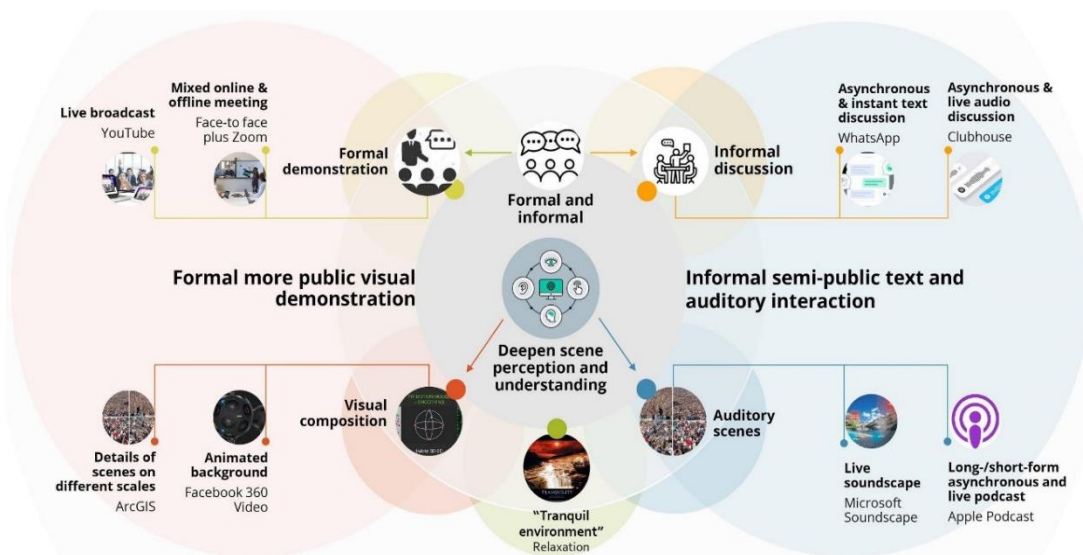 Live broadcast
YouTube
Mixed online &
offline meeting
Face-to face
plus Zoom
Formal
demonstration
Formal and
informal
Informal
discussion
Asynchronous
& instant text
discussion
WhatsApp
Asynchronous &
live audio
discussion
Clubhouse
Formal more public visual
demonstration
Informal semi-public text and
auditory interaction
Deepen scene
perception and
understanding
Visual
composition
Auditory
scenes
Details of
scenes on
different scales
ArcGIS
Animated
background
Facebook 360
Video
TRANQUILITY
“Tranquil
environment”
Relaxation
Live
soundscape
Microsoft
Soundscape
Long-/short-form
asynchronous and
live podcast
Apple Podcast